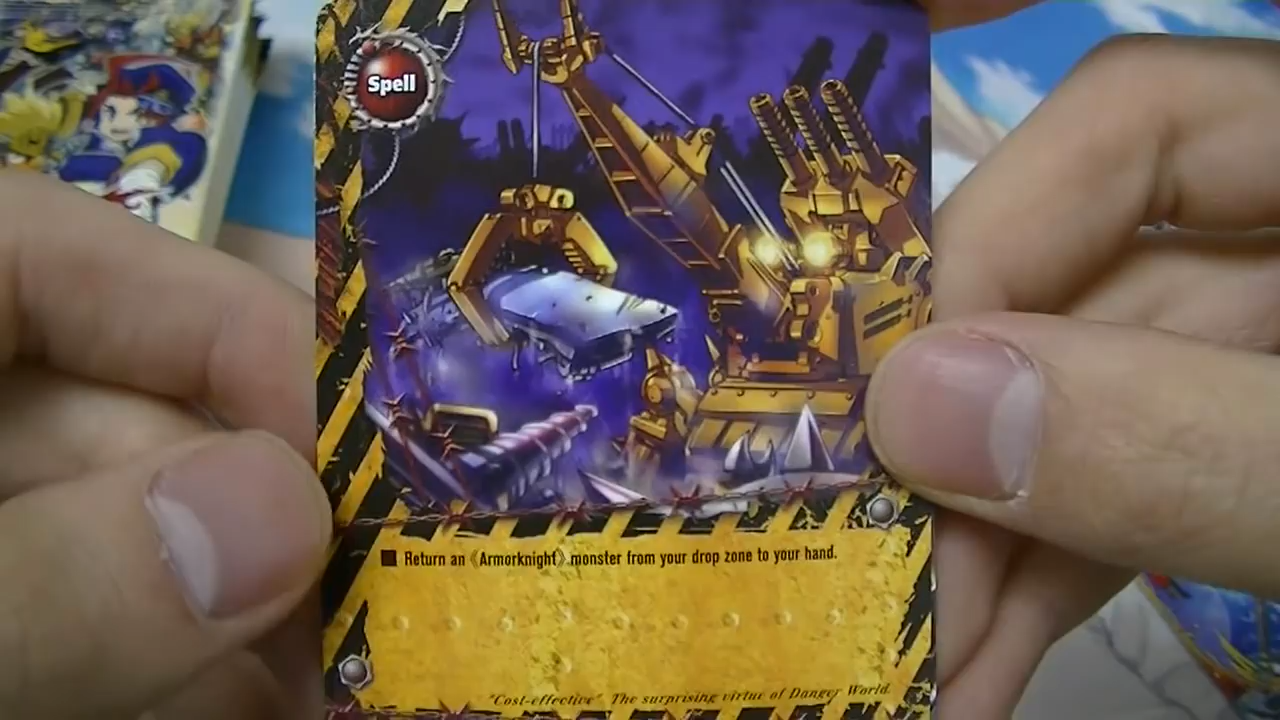 Spell
■ Return an《Armorknight》monster from your drop zone to your hand.
"Cost-effective". The surprising virtue of Danger World.